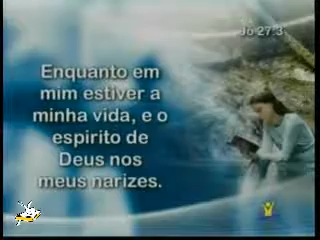 Jó 27:3
Enquanto em
mim estiver a
minha vida, e o
espirito de
Deus nos
meus narizes.